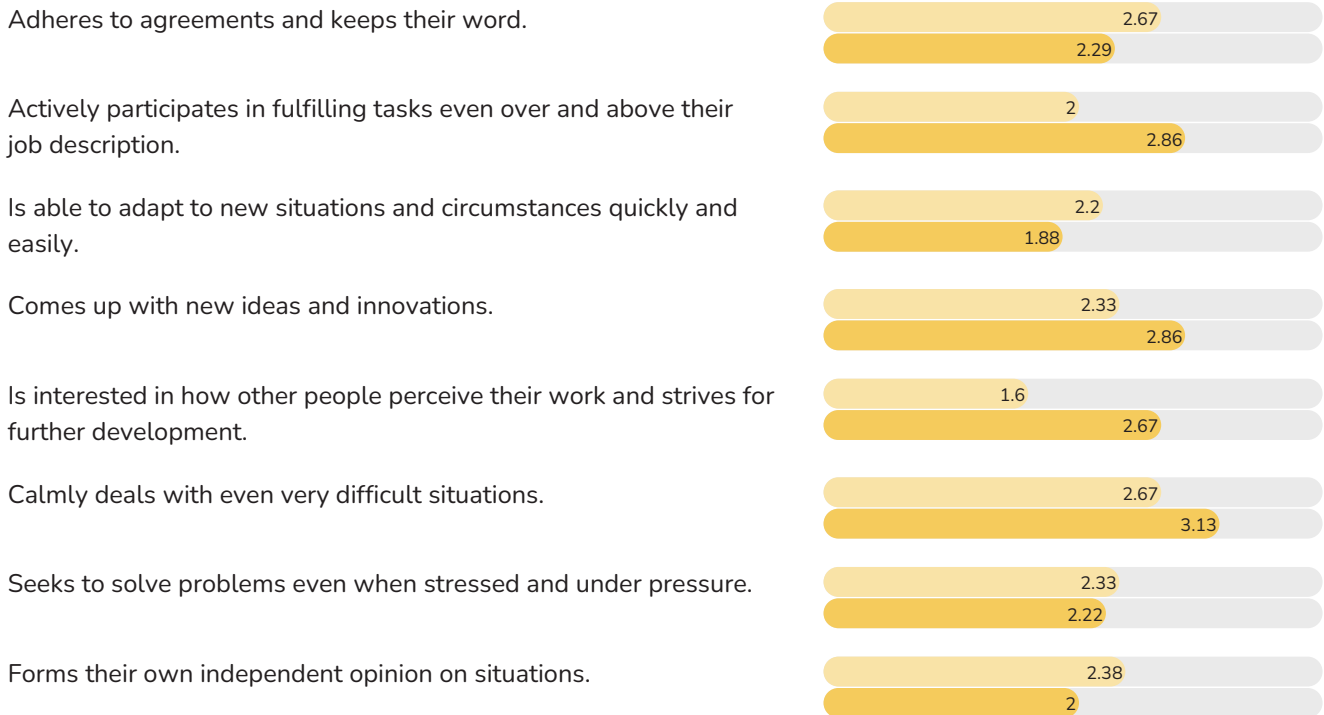 Adheres to agreements and keeps their word.
2.67
2.29
Actively participates in fulfilling tasks even over and above their
job description.
2
2.86
Is able to adapt to new situations and circumstances quickly and
easily.
2.2
1.88
Comes up with new ideas and innovations.
2.33
2.86
Is interested in how other people perceive their work and strives for
further development.
1.6
2.67
Calmly deals with even very difficult situations.
2.67
3.13
Seeks to solve problems even when stressed and under pressure.
2.33
2.22
Forms their own independent opinion on situations.
2.38
2